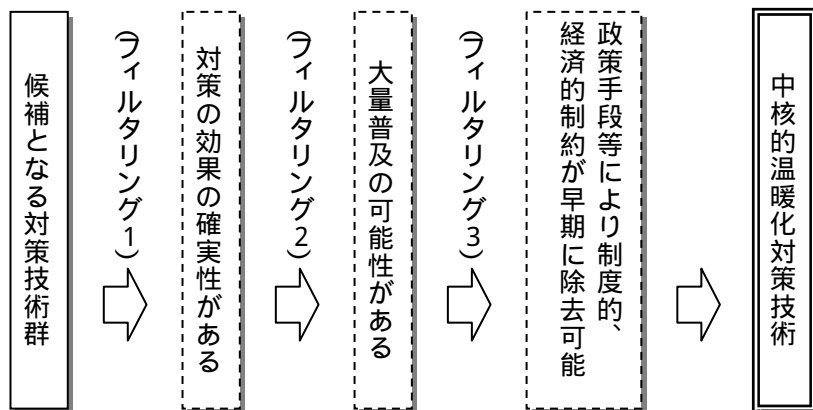 候補となる対策技術群
(フィルタリング1)
対策の効果の確実性がある
(フィルタリング2)
大量普及の可能性がある
(フィルタリング3)
政策手段等により制度的、
経済的制約が早期に除去可能
中核的温暖化対策技術